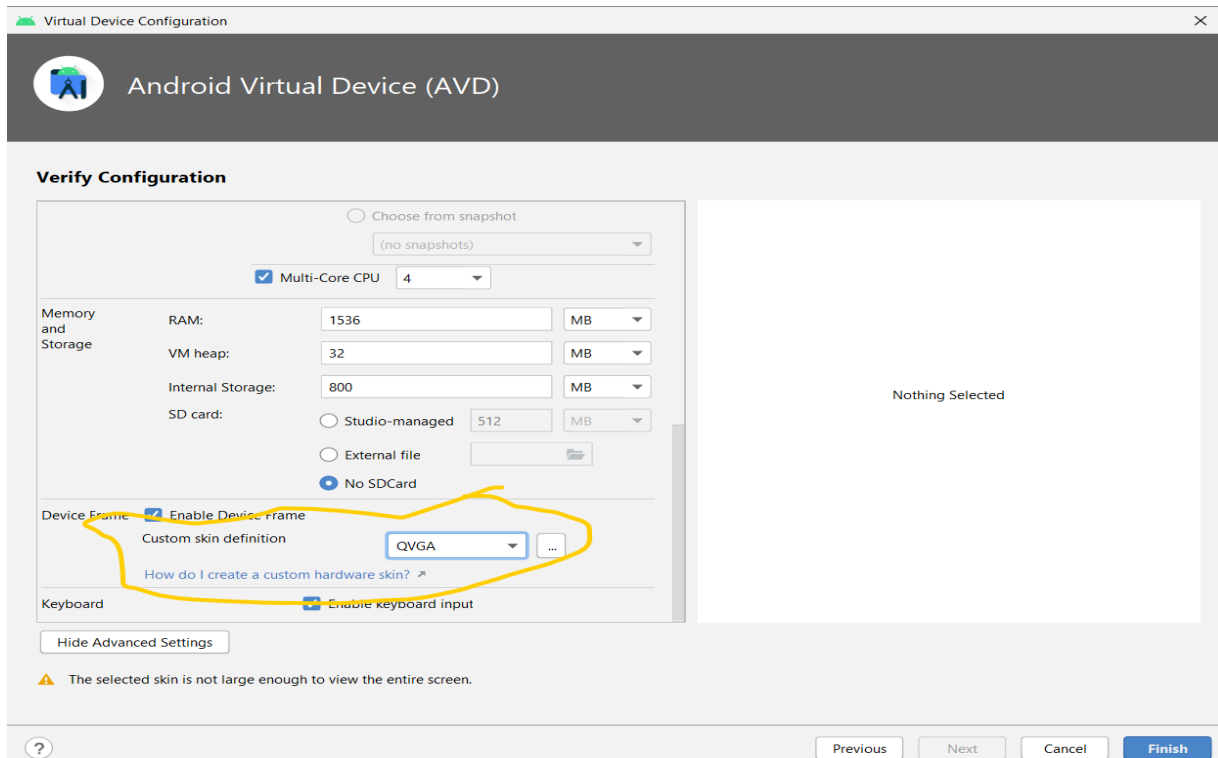 Virtual Device Configuration
Android Virtual Device (AVD)
Verify Configuration
Choose from snapshot
(no snapshots)
Multi-Core CPU 4
Memory
and
Storage
RAM: 1536 MB
VM heap: 32 MB
Internal Storage: 800 MB
SD card:
Studio-managed 512 MB
External file
No SDCard
Nothing Selected
Device Frame Enable Device Frame
Custom skin definition QVGA ...
How do I create a custom hardware skin? ↗
Keyboard Enable keyboard input
Hide Advanced Settings
The selected skin is not large enough to view the entire screen.
? Previous Next Cancel Finish